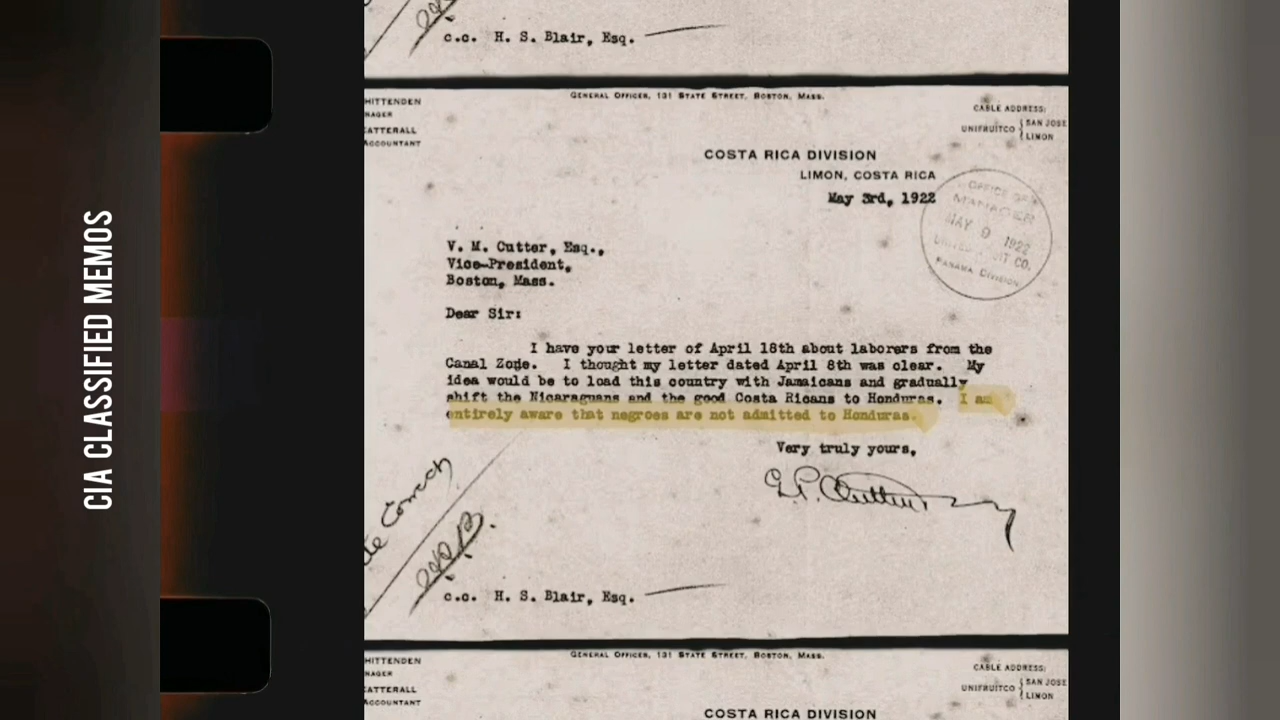 c.c. H. S. Blair, Esq.
CIA CLASSIFIED MEMOS
GENERAL OFFICES, 131 STATE STREET, BOSTON, MASS.
HITTENDEN
NAGER
CATTERALL
ACCOUNTANT
CABLE ADDRESS:
UNIFRUITCO { SAN JOSE
LIMON
COSTA RICA DIVISION
LIMON, COSTA RICA
May 3rd, 1922
OFFICE OF
MANAGER
MAY 9 1922
UNITED FRUIT CO.
PANAMA DIVISION
V. M. Cutter, Esq.,
Vice-President,
Boston, Mass.
Dear Sir:
I have your letter of April 18th about laborers from the
Canal Zone. I thought my letter dated April 8th was clear. My
idea would be to load this country with Jamaicans and gradually
shift the Nicaraguans and the good Costa Ricans to Honduras. I am
entirely aware that negroes are not admitted to Honduras.
Very truly yours,
c.c. H. S. Blair, Esq.
GENERAL OFFICES, 131 STATE STREET, BOSTON, MASS.
HITTENDEN
NAGER
CATTERALL
ACCOUNTANT
CABLE ADDRESS:
UNIFRUITCO { SAN JOSE
LIMON
COSTA RICA DIVISION